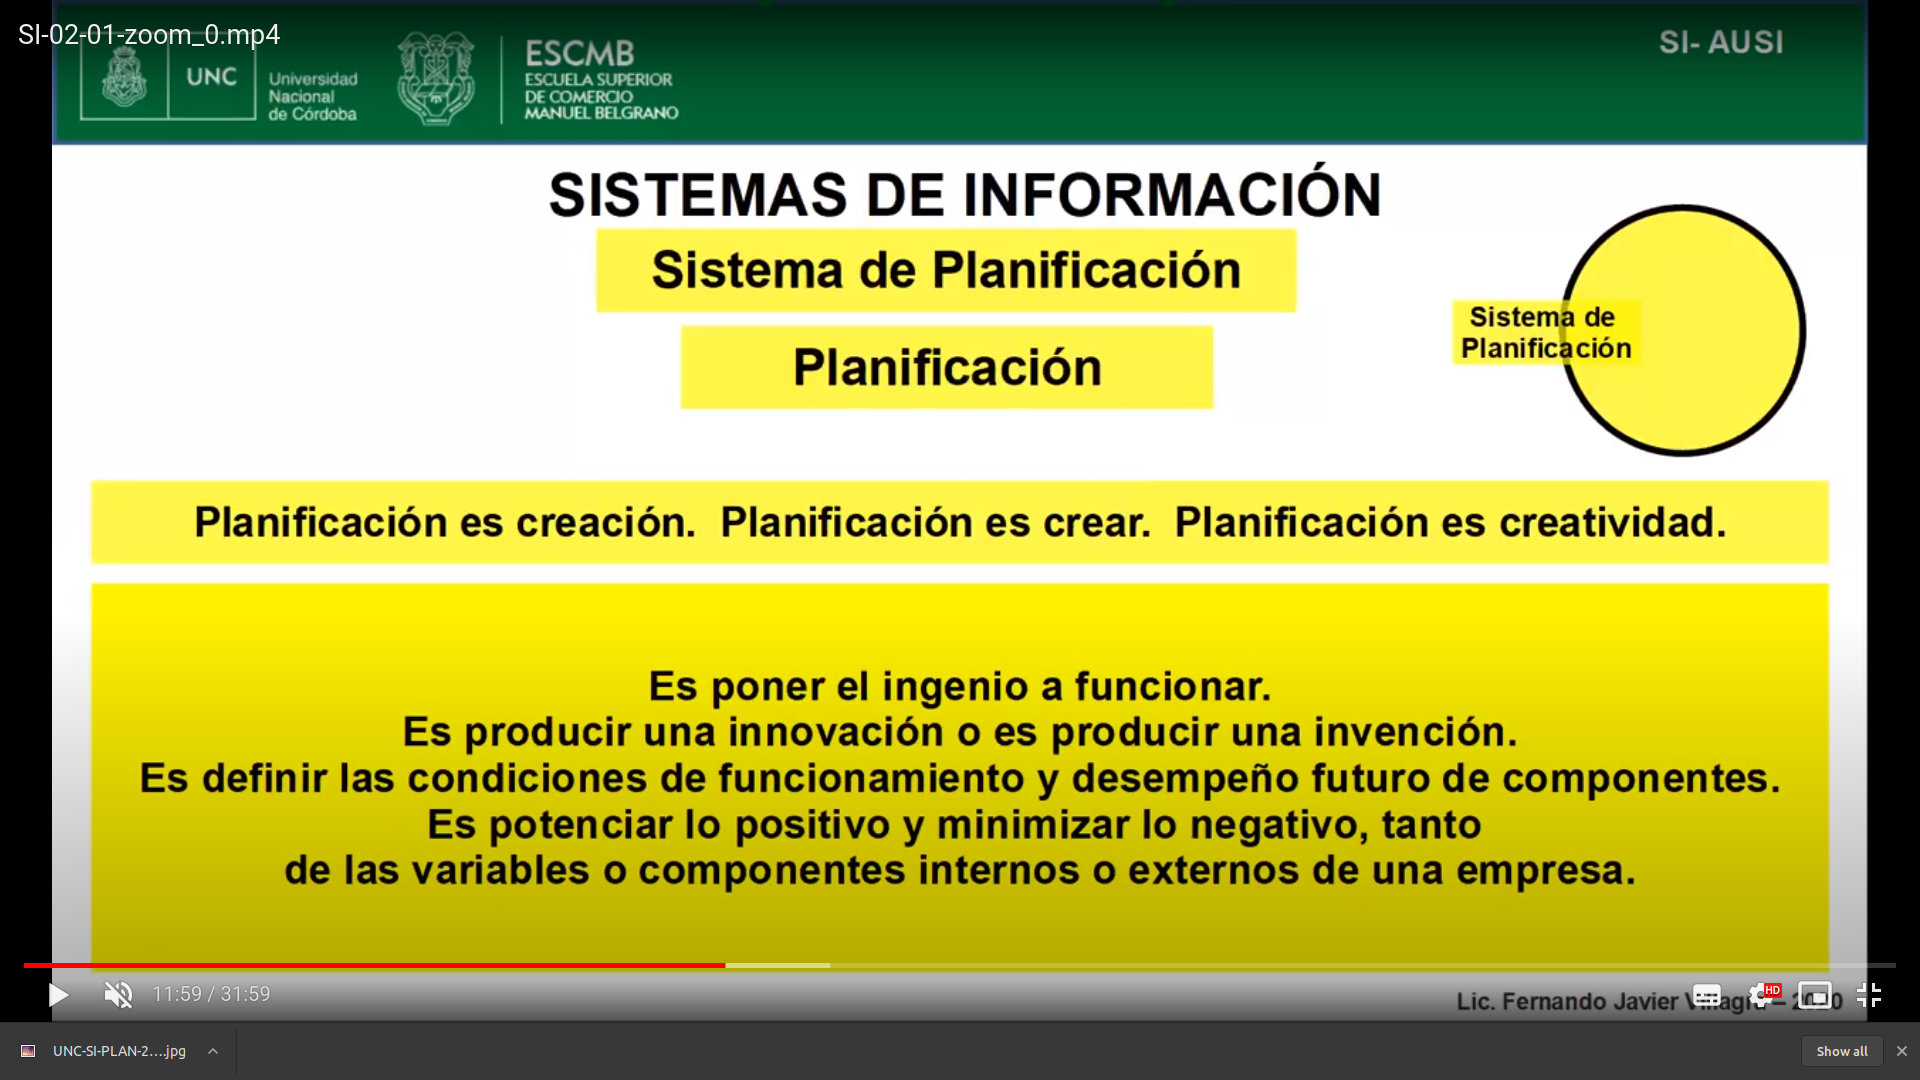 SI-02-01-zoom_0.mp4
UNC
Universidad
Nacional
de Córdoba
ESCMB
ESCUELA SUPERIOR
DE COMERCIO
MANUEL BELGRANO
SI- AUSI
SISTEMAS DE INFORMACIÓN
Sistema de Planificación
Planificación
Sistema de
Planificación
Planificación es creación. Planificación es crear. Planificación es creatividad.
Es poner el ingenio a funcionar.
Es producir una innovación o es producir una invención.
Es definir las condiciones de funcionamiento y desempeño futuro de componentes.
Es potenciar lo positivo y minimizar lo negativo, tanto
de las variables o componentes internos o externos de una empresa.
11:59 / 31:59
HD
Lic. Fernando Javier
UNC-SI-PLAN-2....jpg
Show all